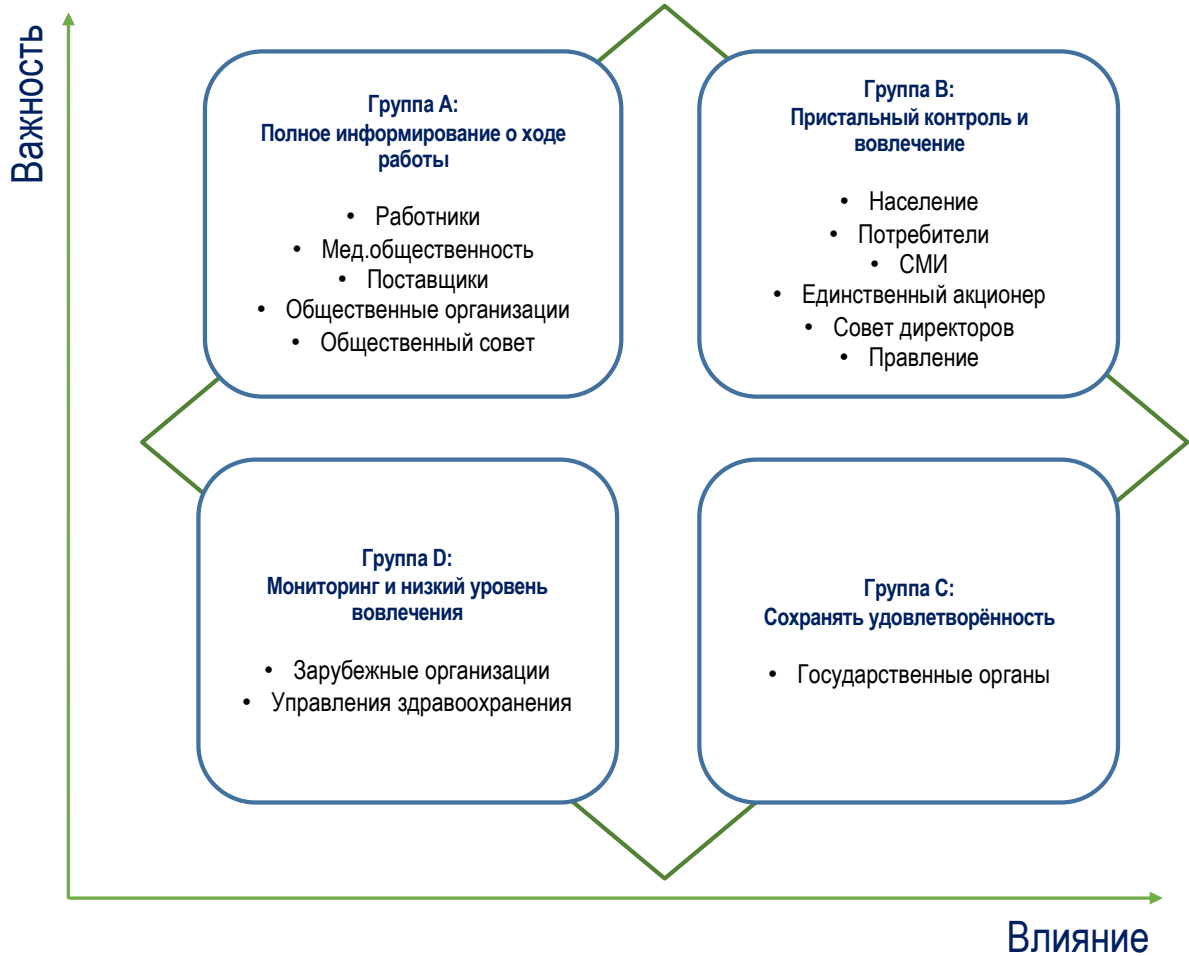 Важность
Группа A:
Полное информирование о ходе
работы
• Работники
• Мед.общественность
• Поставщики
• Общественные организации
• Общественный совет
Группа B:
Пристальный контроль и
вовлечение
• Население
• Потребители
• СМИ
• Единственный акционер
• Совет директоров
• Правление
Группа D:
Мониторинг и низкий уровень
вовлечения
• Зарубежные организации
• Управления здравоохранения
Группа C:
Сохранять удовлетворённость
• Государственные органы
Влияние